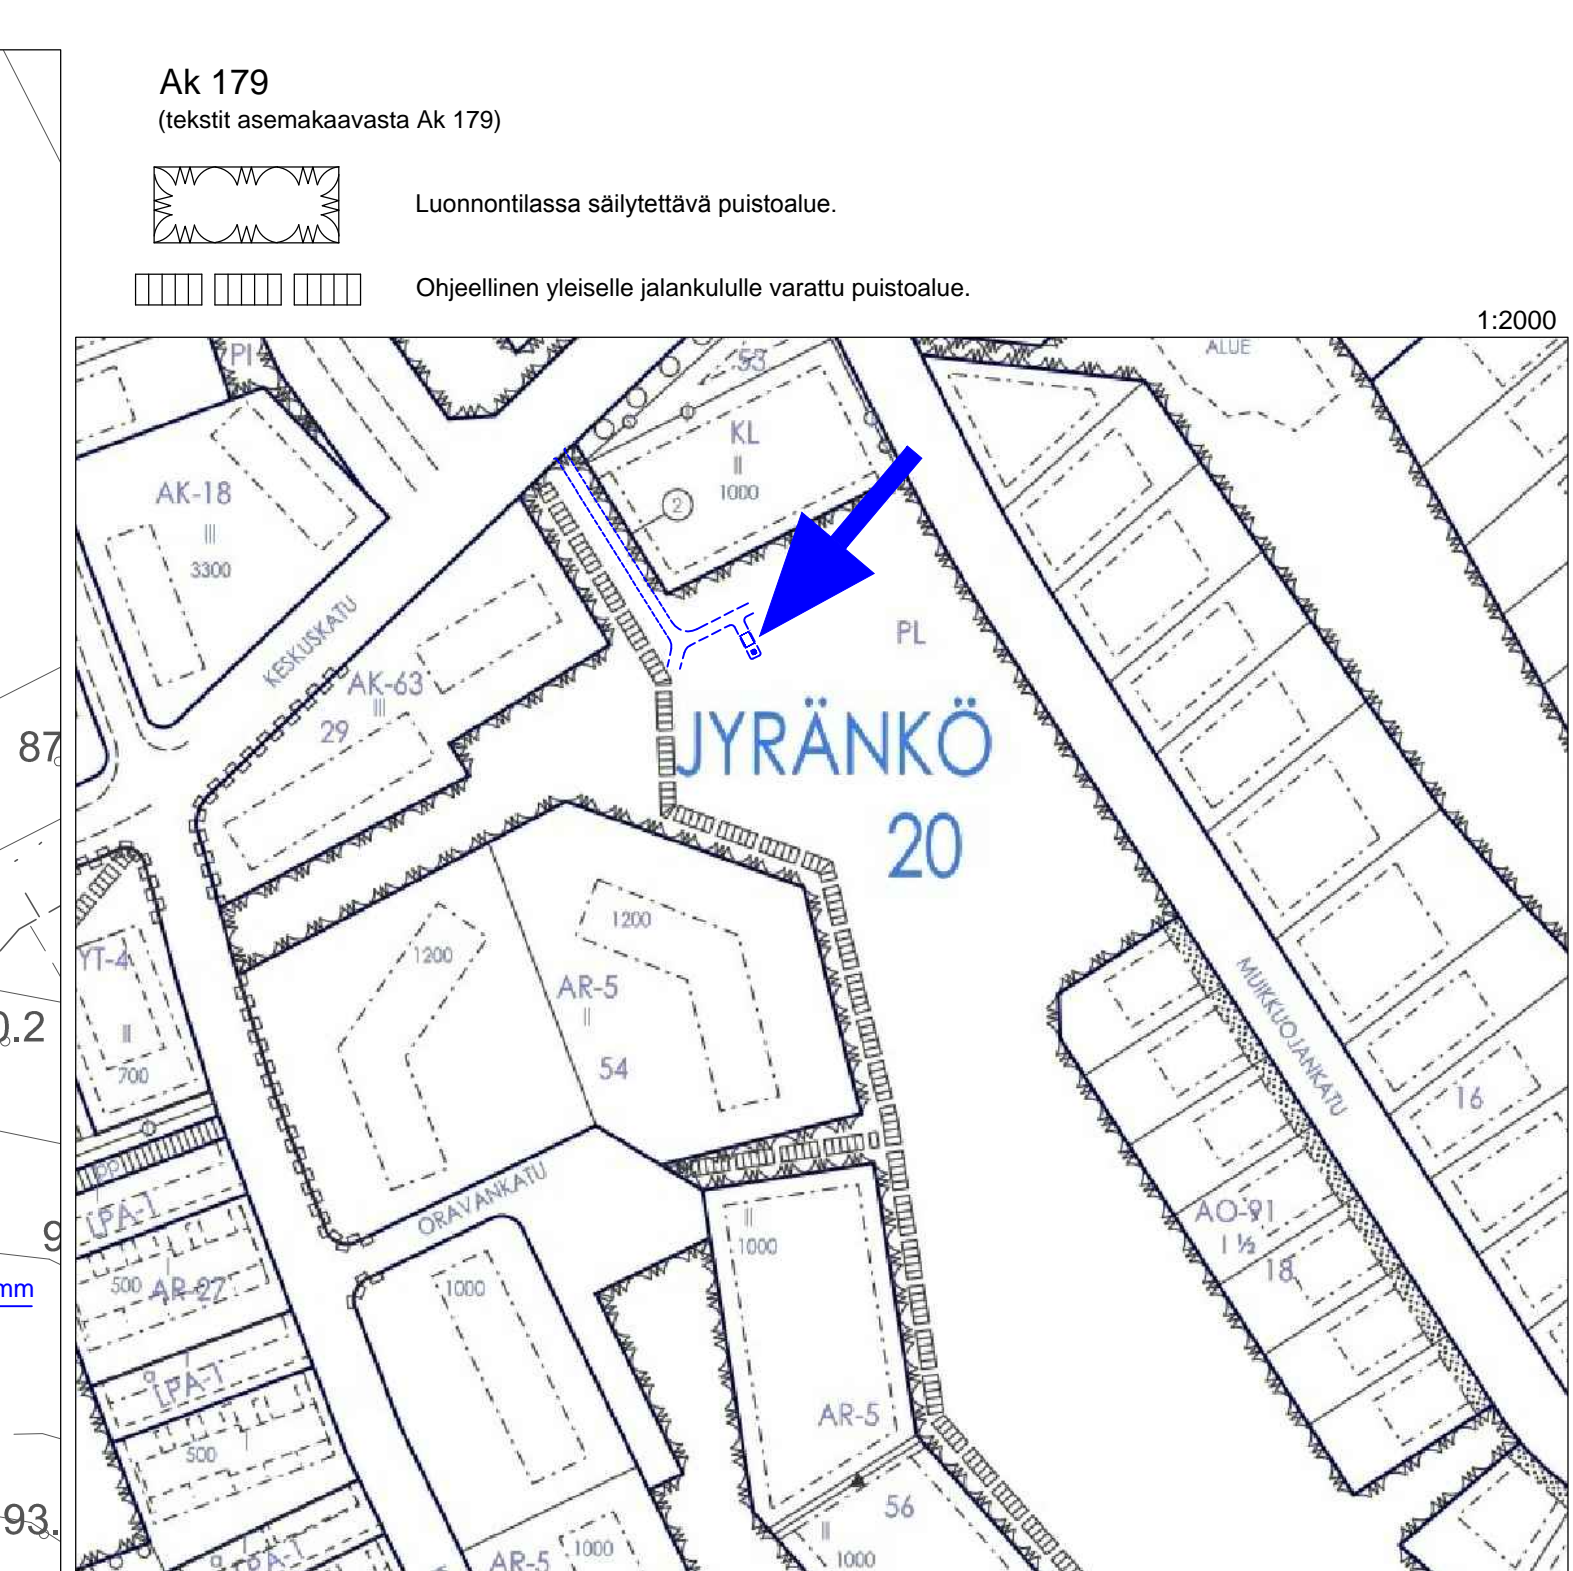 Ak 179
(tekstit asemakaavasta Ak 179)
Luonnontilassa säilytettävä puistoalue.
Ohjeellinen yleiselle jalankululle varattu puistoalue.
1:2000
PI
53
ALUE
KL
II
1000
2
AK-18
III
3300
KESKUSKATU
AK-63
III
29
PL
JYRÄNKÖ
20
87
YT-4
II
700
1200
1200
AR-5
II
54
MUIKKUOJANKATU
16
0.2
PP
LPA-1
ORAVANKATU
II
1000
AO-91
I ½
18
9
mm
500
AR-27
I
1000
LPA-1
I
500
AR-5
56
II
1000
93.
LPA-1
AR-5
1000